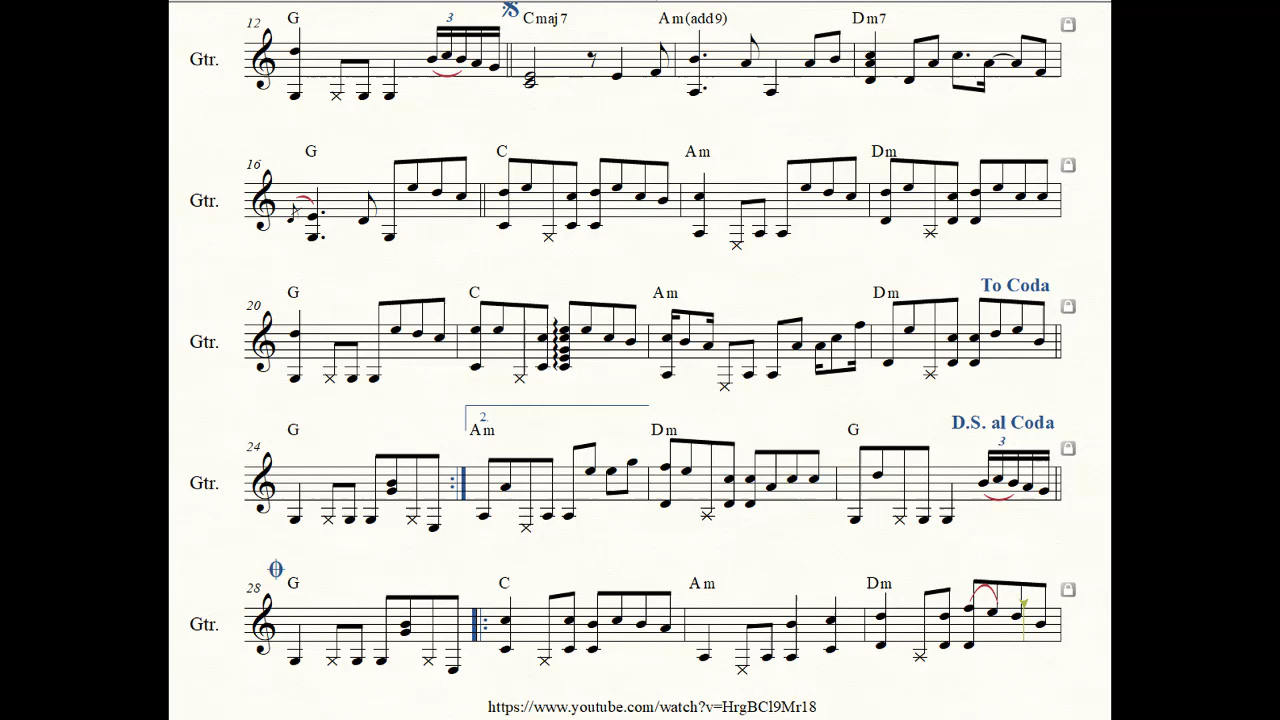 12 G 3 Cmaj7 Am(add9) Dm7
Gtr.
16 G C Am Dm
Gtr.
To Coda
20 G C Am Dm
Gtr.
2.
D.S. al Coda
24 G Am Dm G 3
Gtr.
28 G C Am Dm
Gtr.
https://www.youtube.com/watch?v=HrgBCl9Mr18